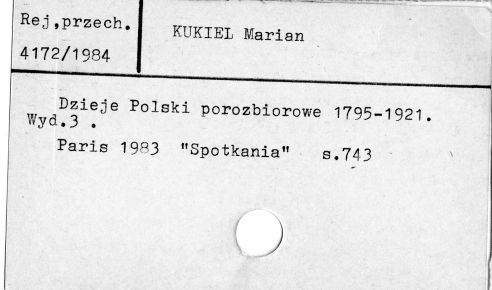 Rej,przech.
4172/1984
KUKIEL Marian
Dzieje Polski porozbiorowe 1795-1921.
Wyd.3 .
Paris 1983 "Spotkania" s.743